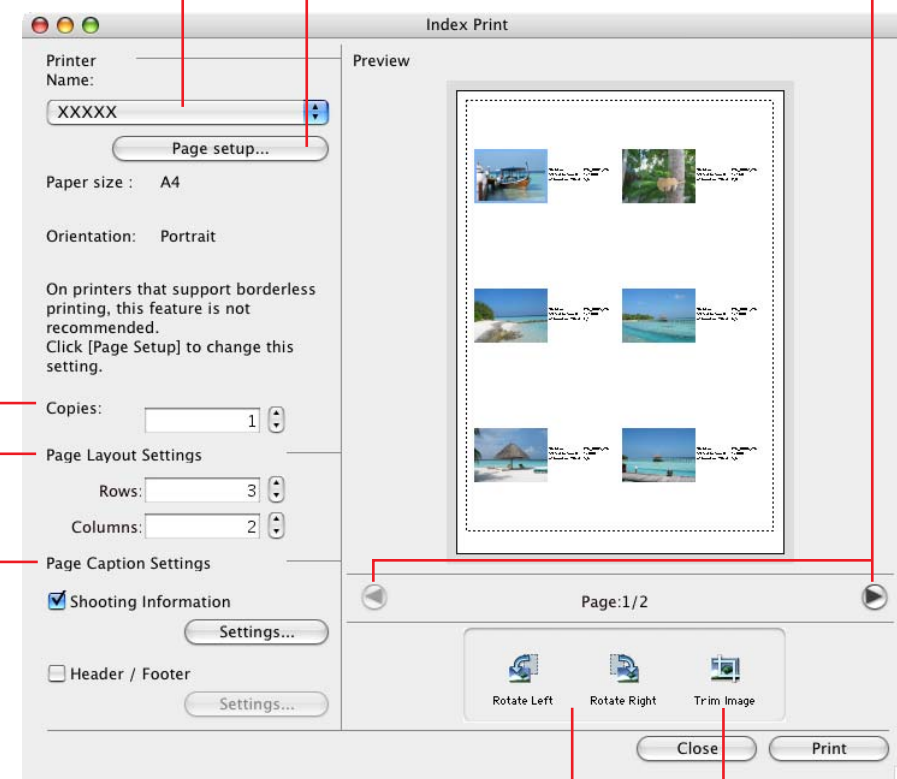 Index Print
Printer
Name:
XXXXX
Page setup...
Paper size : A4
Orientation: Portrait
On printers that support borderless
printing, this feature is not
recommended.
Click [Page Setup] to change this
setting.
Copies: 1
Page Layout Settings
Rows: 3
Columns: 2
Page Caption Settings
Shooting Information
Settings...
Header / Footer
Settings...
Preview
Page:1/2
Rotate Left Rotate Right Trim Image
Close Print